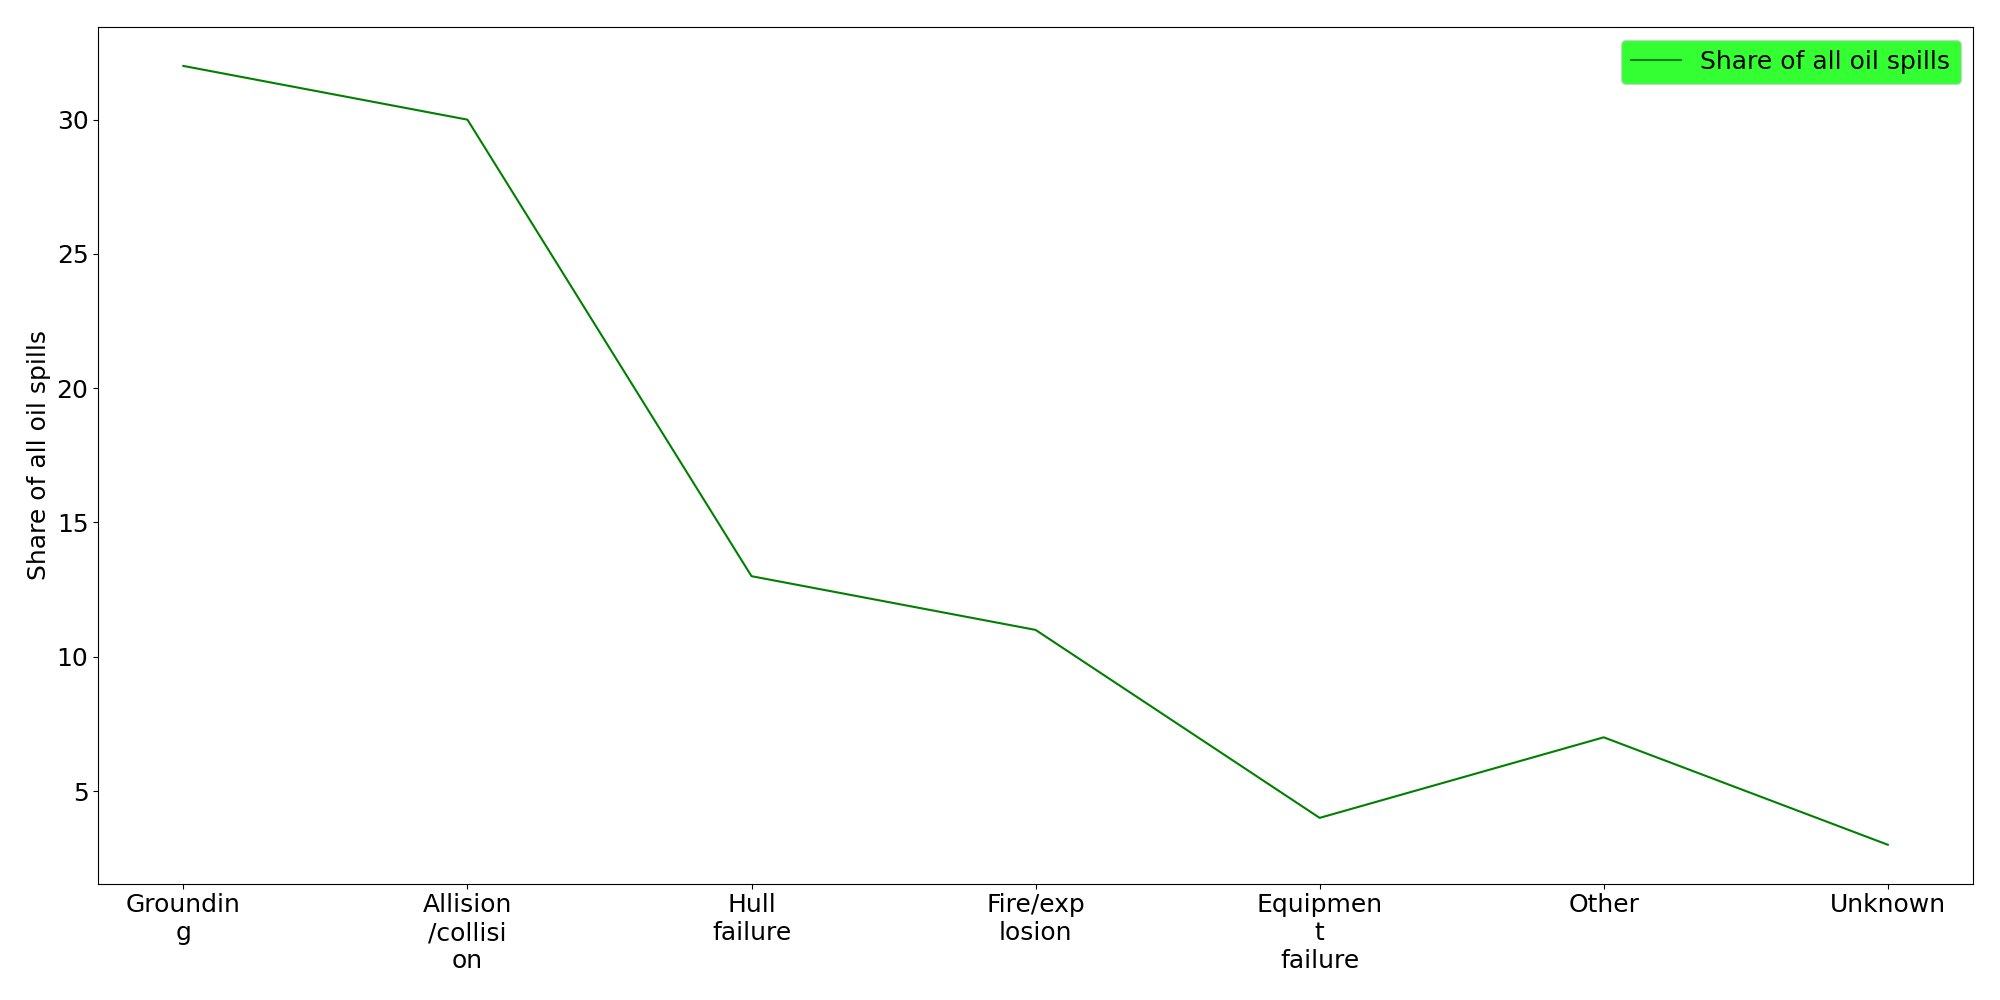 Share of all oil spills
Share of all oil spills
30
25
20
15
10
5
Groundin
g
Allision
/collisi
on
Hull
failure
Fire/exp
losion
Equipmen
t
failure
Other
Unknown